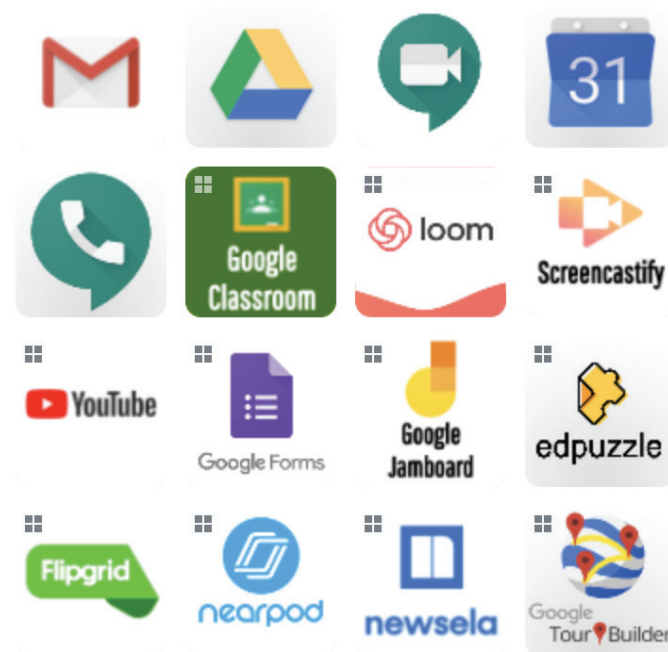 31
Google
Classroom
loom
Screencastify
YouTube
Google Forms
Google
Jamboard
edpuzzle
Flipgrid
nearpod
newsela
Google
Tour Builder